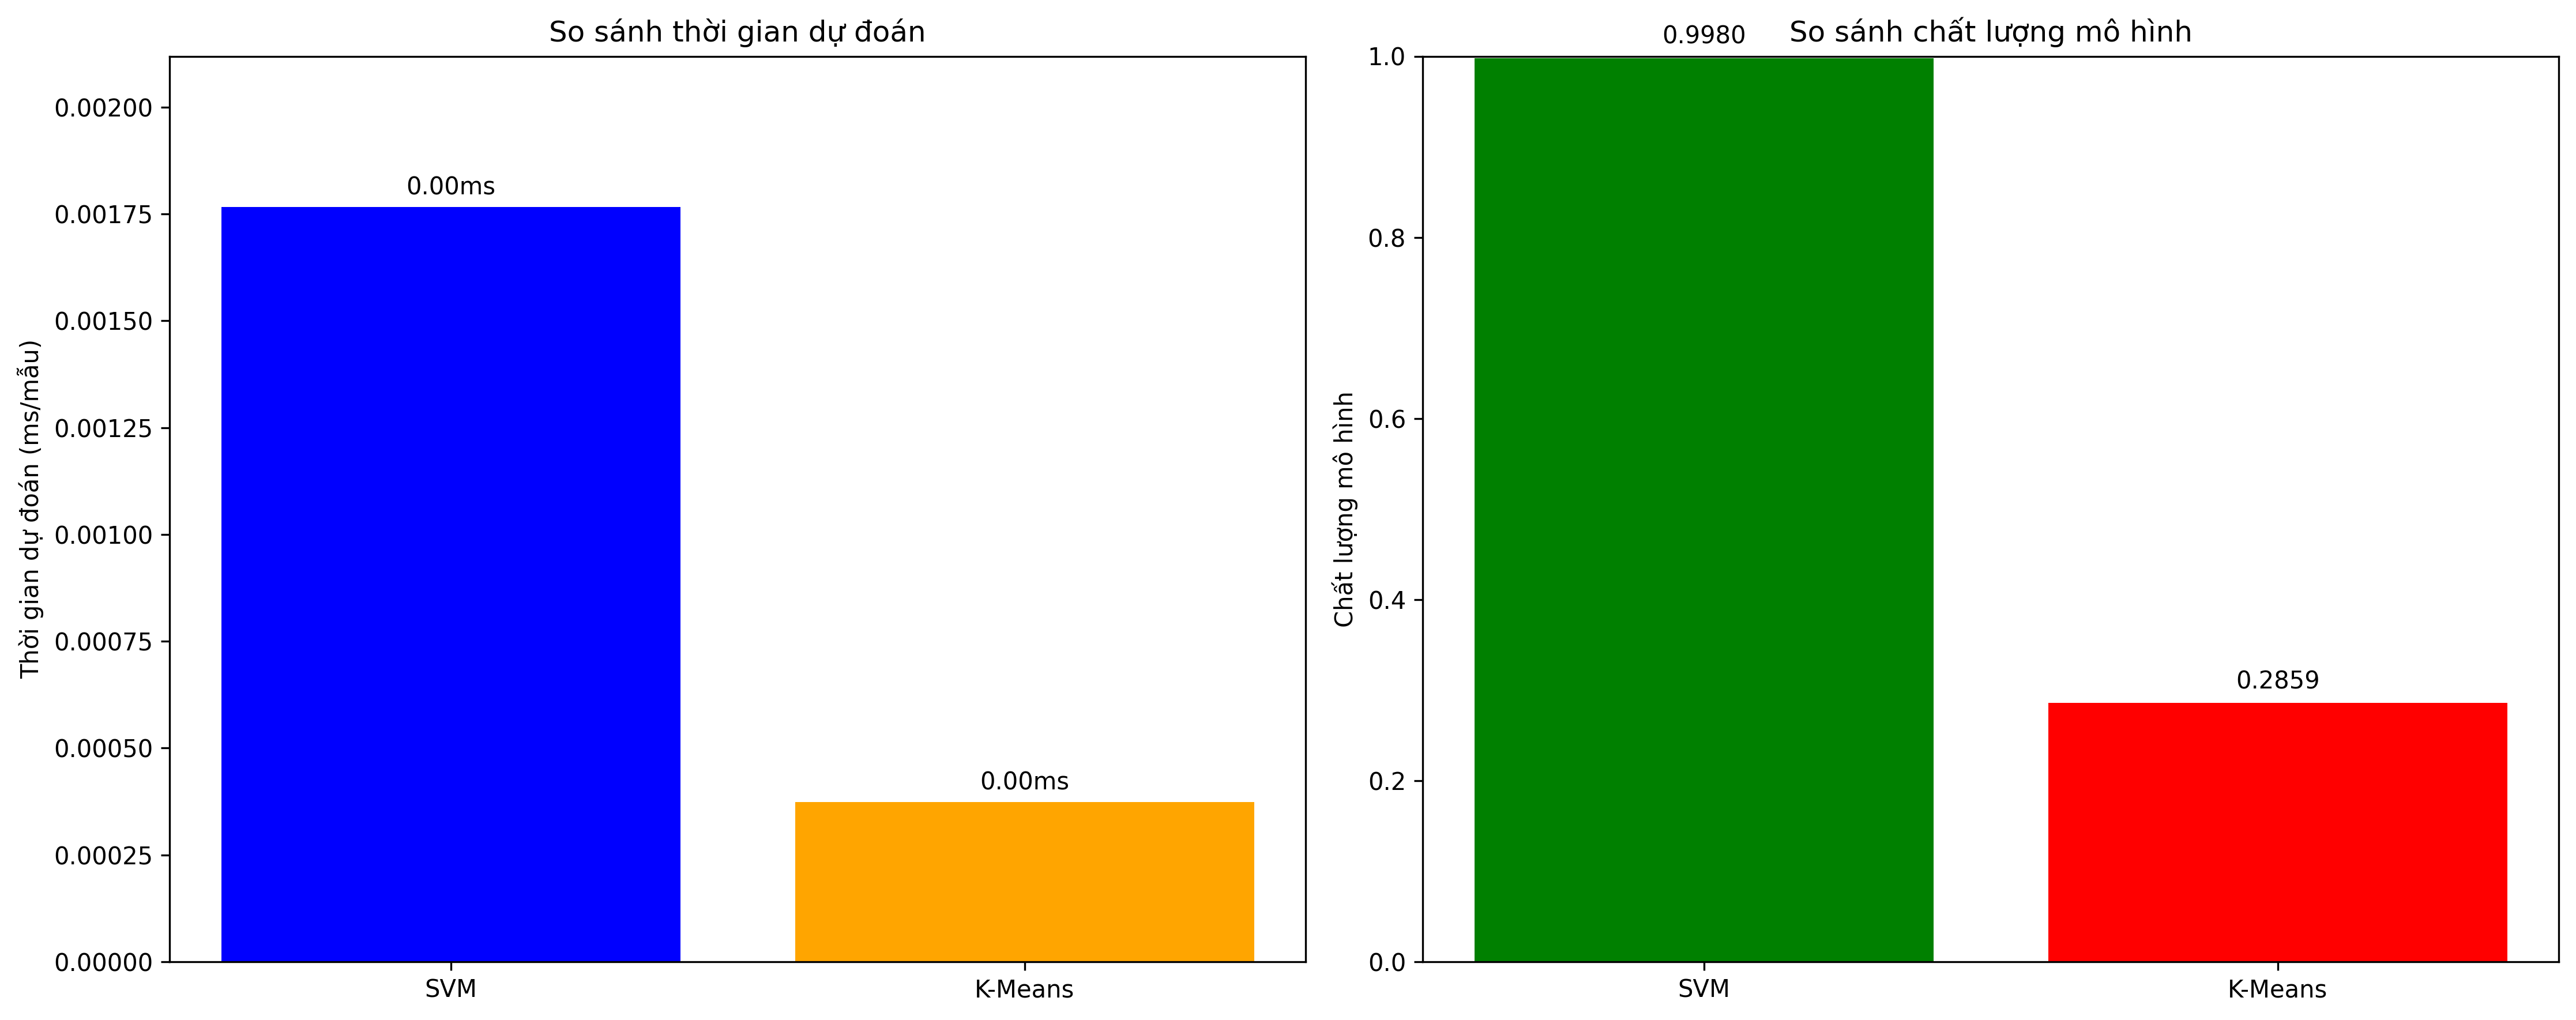 So sánh thời gian dự đoán
Thời gian dự đoán (ms/mẫu)
0.00200
0.00175
0.00150
0.00125
0.00100
0.00075
0.00050
0.00025
0.00000
0.00ms
0.00ms
SVM
K-Means
So sánh chất lượng mô hình
Chất lượng mô hình
1.0
0.8
0.6
0.4
0.2
0.0
0.9980
0.2859
SVM
K-Means